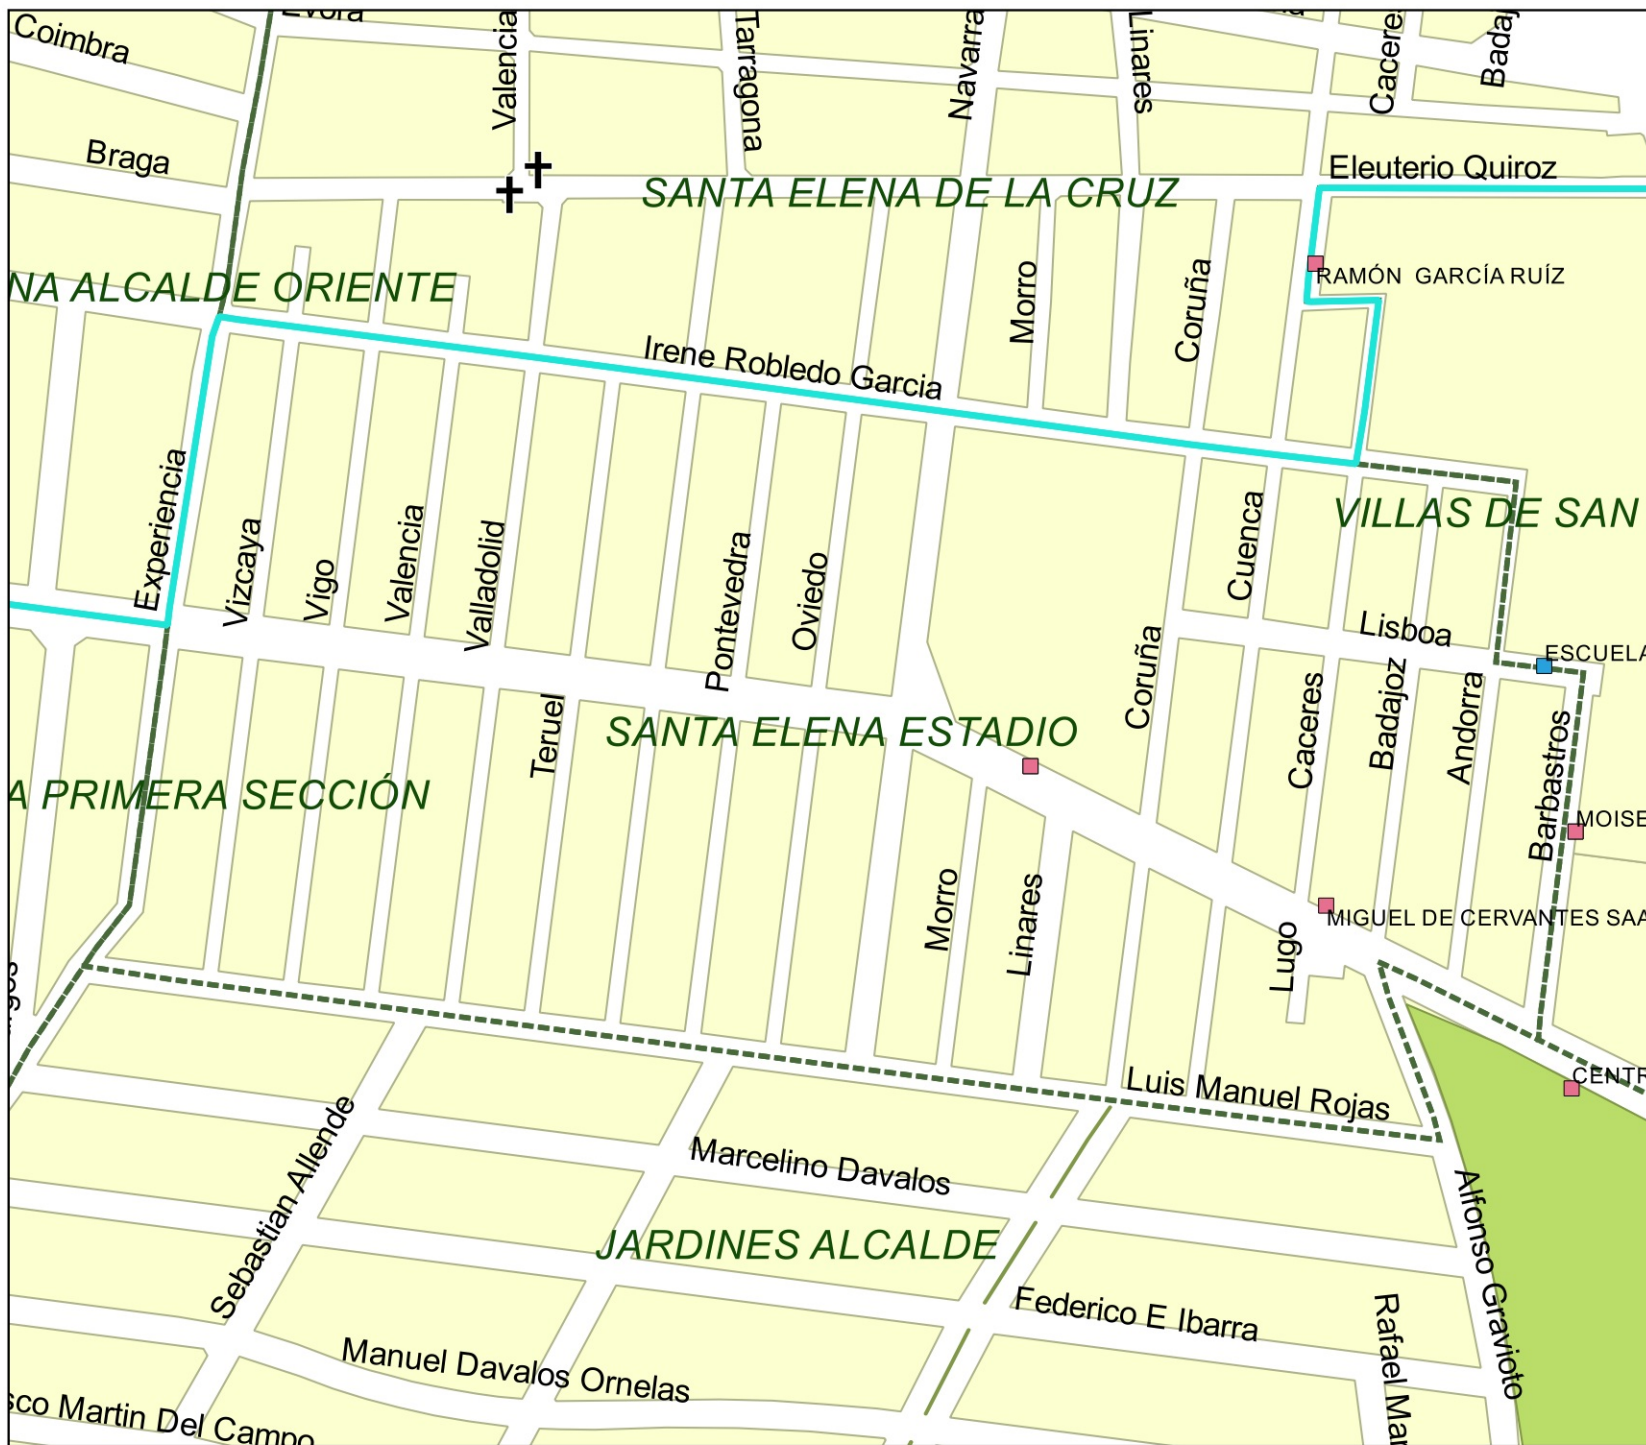 Coimbra
Evora
Valencia
Tarragona
Navarra
Linares
Caceres
Badaj
Braga
Eleuterio Quiroz
SANTA ELENA DE LA CRUZ
NA ALCALDE ORIENTE
RAMÓN GARCÍA RUÍZ
Morro
Coruña
Irene Robledo Garcia
Experiencia
Vizcaya
Vigo
Valencia
Valladolid
Pontevedra
Oviedo
Cuenca
VILLAS DE SAN
Lisboa
ESCUELA
Teruel
SANTA ELENA ESTADIO
Coruña
Caceres
Badajoz
Andorra
Barbastros
A PRIMERA SECCIÓN
MOISE
Morro
Linares
Lugo
MIGUEL DE CERVANTES SAA
CENTR
Luis Manuel Rojas
Sebastian Allende
Marcelino Davalos
JARDINES ALCALDE
Alfonso Gravioto
Federico E Ibarra
Rafael Mar
Manuel Davalos Ornelas
sco Martin Del Campo